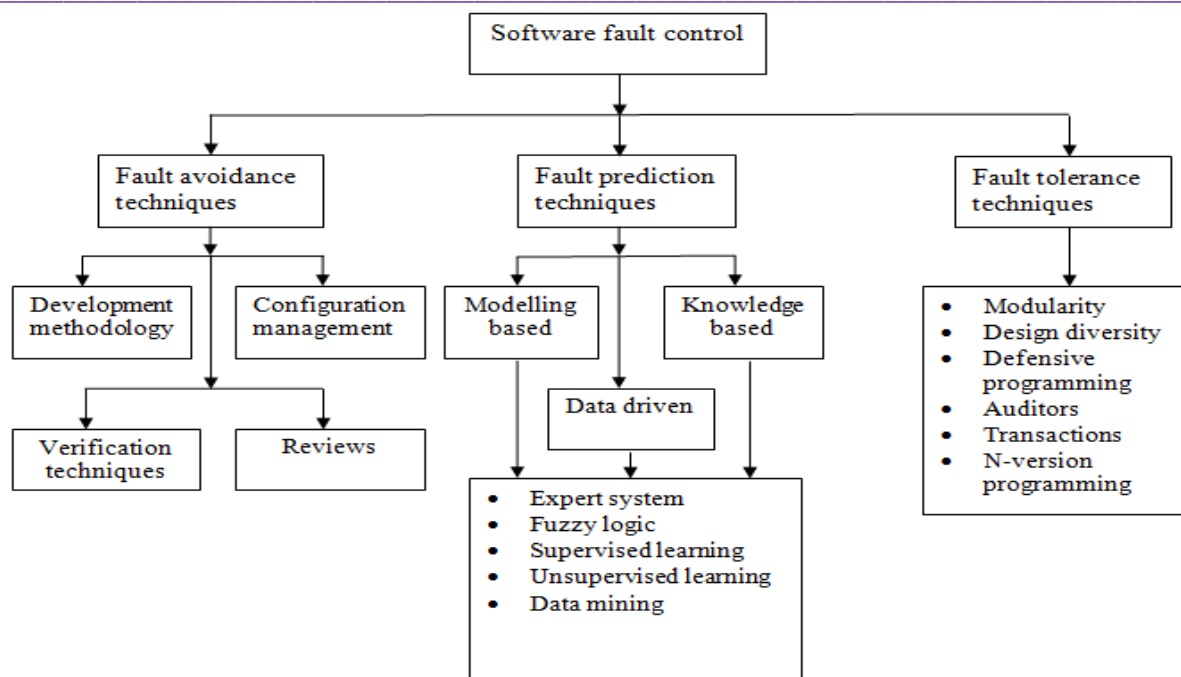 Software fault control
Fault avoidance
techniques
Fault prediction
techniques
Fault tolerance
techniques
Development
methodology
Configuration
management
Modelling
based
Knowledge
based
• Modularity
• Design diversity
• Defensive
programming
• Auditors
• Transactions
• N-version
programming
Data driven
Verification
techniques
Reviews
• Expert system
• Fuzzy logic
• Supervised learning
• Unsupervised learning
• Data mining